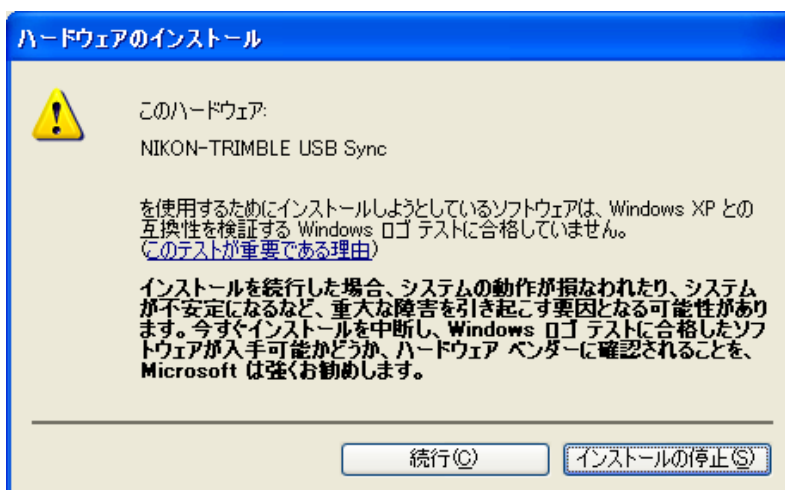 ハードウェアのインストール
このハードウェア:
NIKON-TRIMBLE USB Sync
を使用するためにインストールしようとしているソフトウェアは、Windows XP との
互換性を検証する Windows ロゴ テストに合格していません。
(このテストが重要である理由)
インストールを続行した場合、システムの動作が損なわれたり、システム
が不安定になるなど、重大な障害を引き起こす要因となる可能性があり
ます。今すぐインストールを中断し、Windows ロゴ テストに合格したソフ
トウェアが入手可能かどうか、ハードウェア ベンダーに確認されることを、
Microsoft は強くお勧めします。
続行(C)
インストールの停止(S)